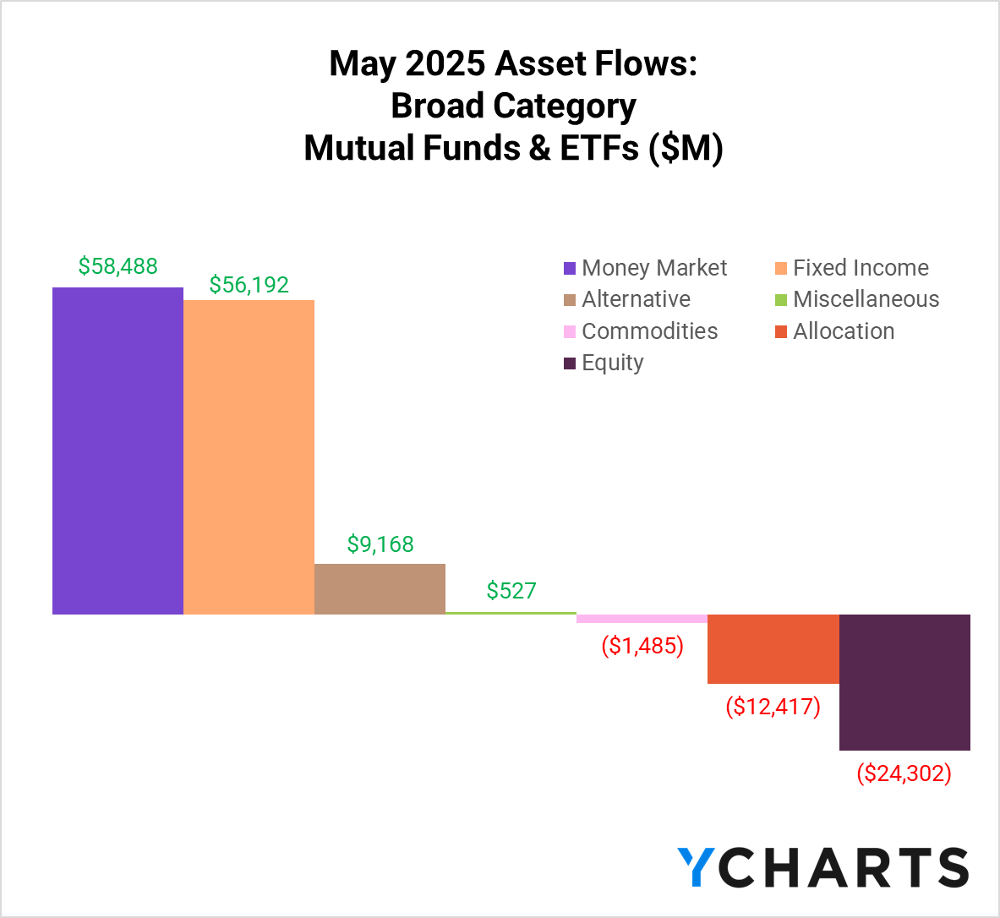 May 2025 Asset Flows:
Broad Category
Mutual Funds & ETFs ($M)
$58,488
$56,192
$9,168
$527
($1,485)
($12,417)
($24,302)
Money Market
Fixed Income
Alternative
Miscellaneous
Commodities
Allocation
Equity
YCHARTS